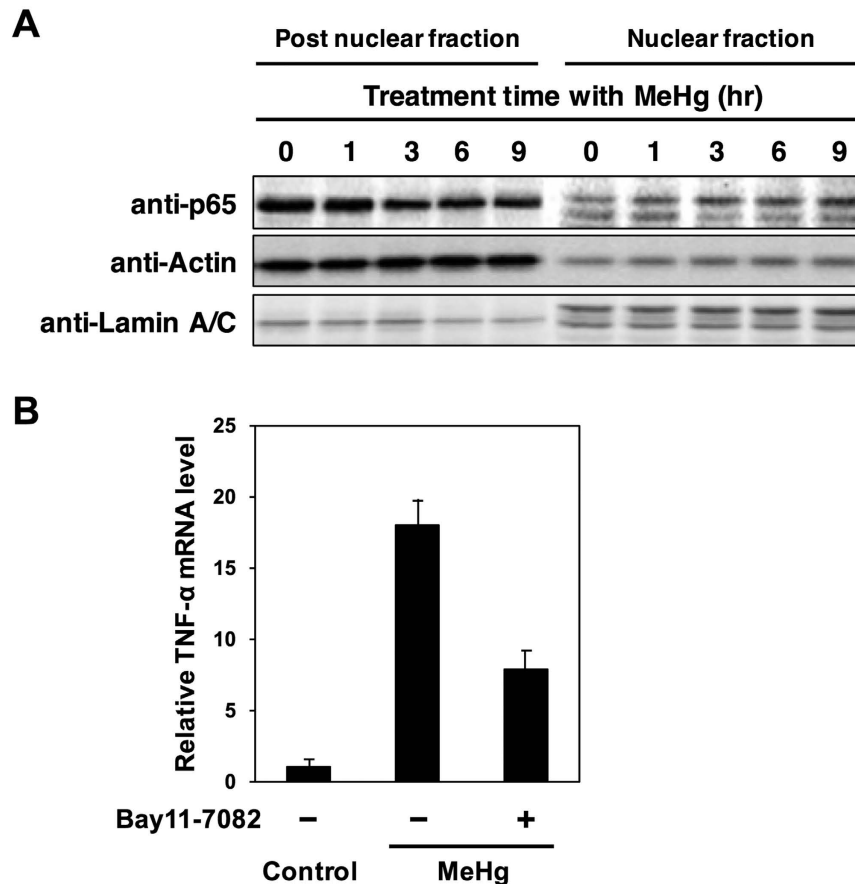 A
Post nuclear fraction Nuclear fraction
Treatment time with MeHg (hr)
0 1 3 6 9 0 1 3 6 9
anti-p65
anti-Actin
anti-Lamin A/C
B
Relative TNF-α mRNA level
25
20
15
10
5
0
Bay11-7082 − − +
Control MeHg